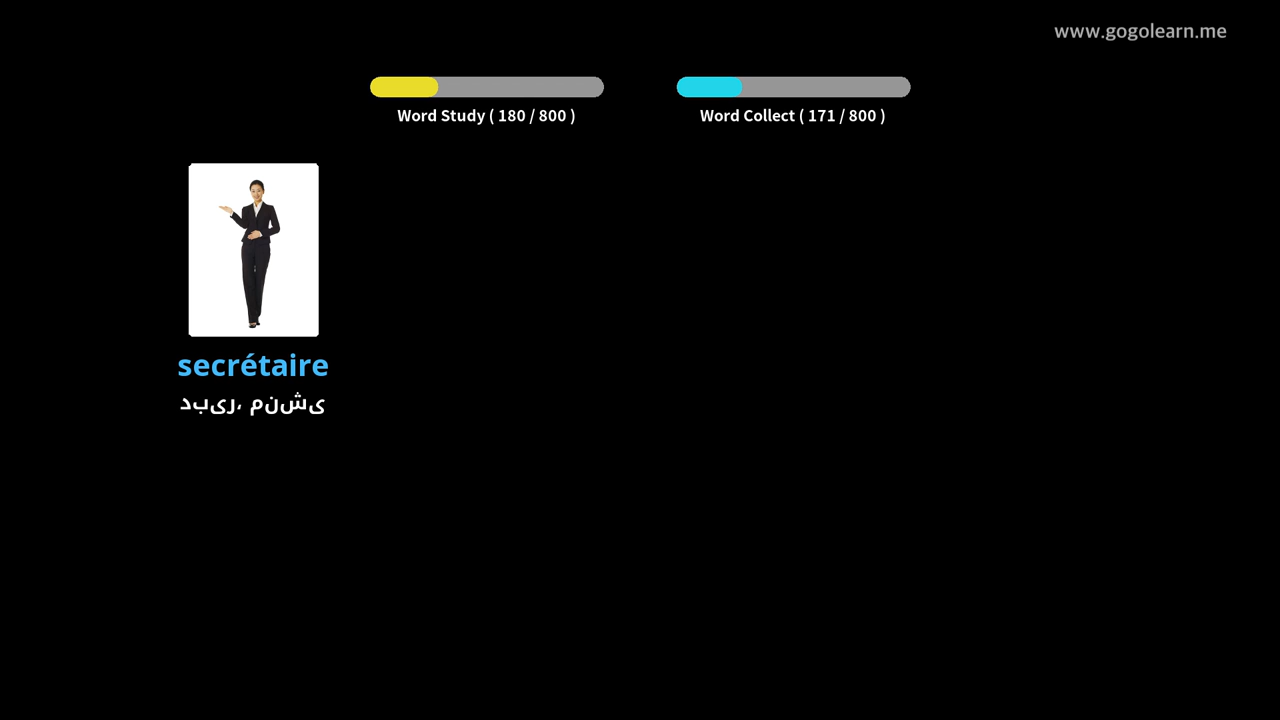 www.gogolearn.me
Word Study ( 180 / 800 )
Word Collect ( 171 / 800 )
secrétaire
دبیر، منشی